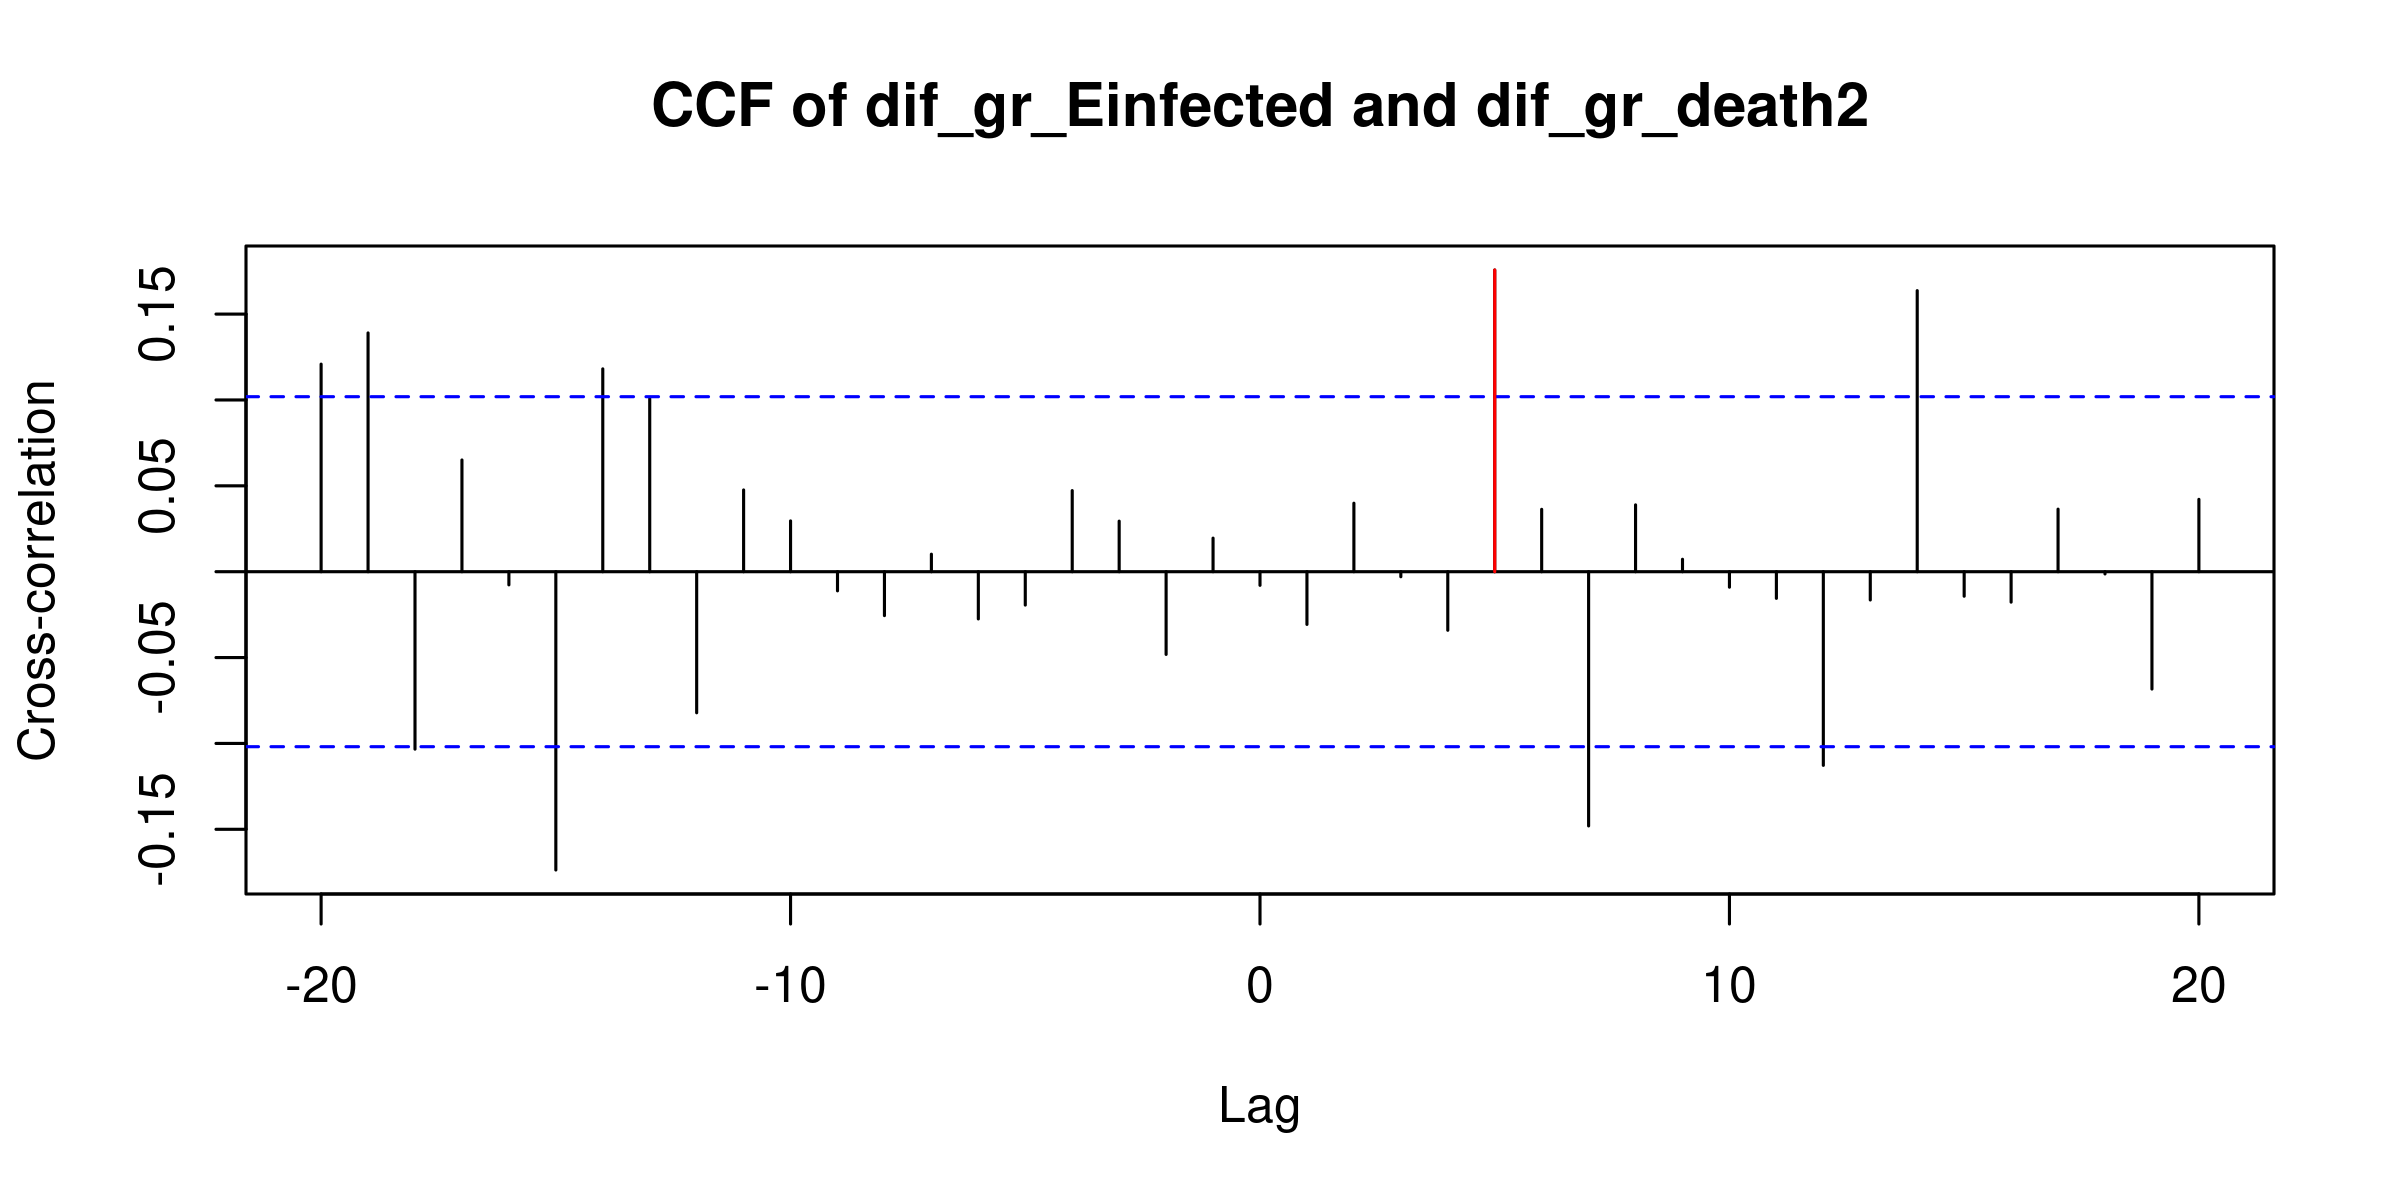 CCF of dif_gr_Einfected and dif_gr_death2
Cross-correlation
0.15
0.05
-0.05
-0.15
-20 -10 0 10 20
Lag